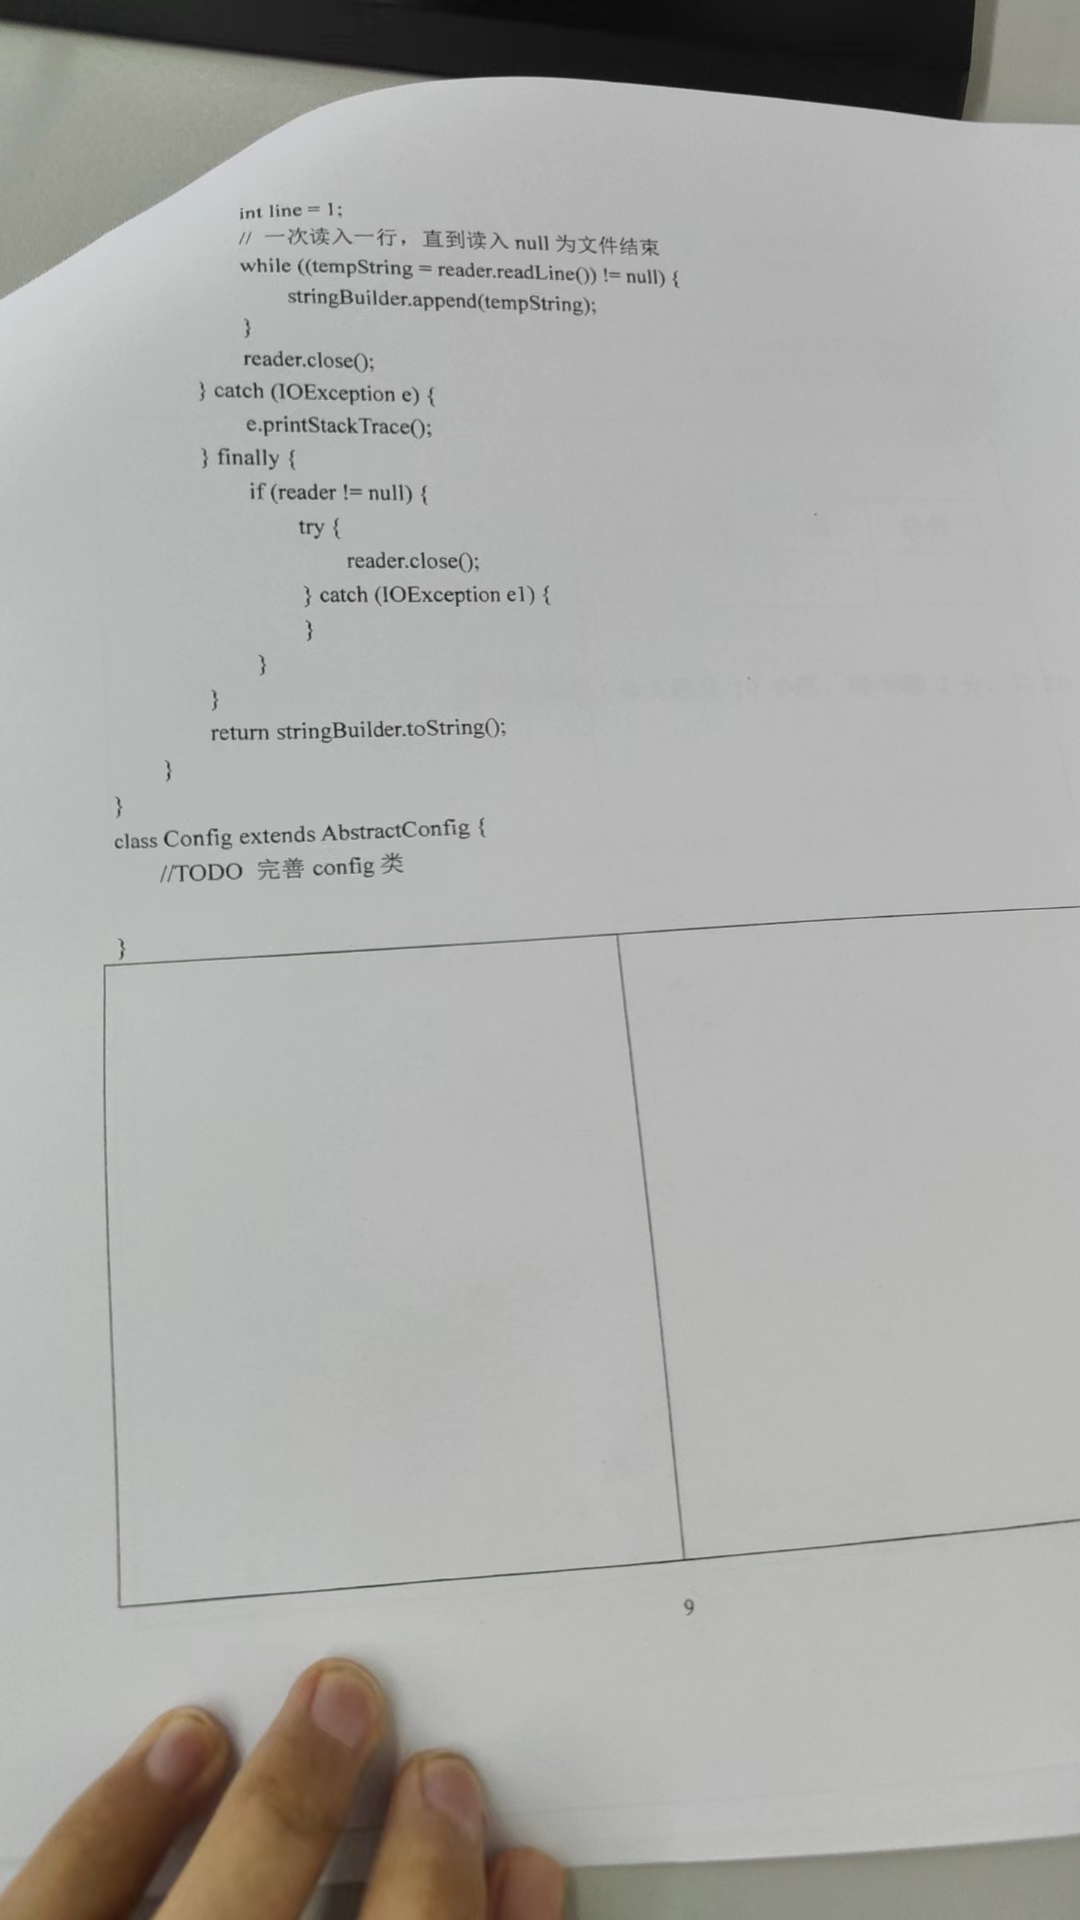 int line = 1;
// 一次读入一行，直到读入 null 为文件结束
while ((tempString = reader.readLine()) != null) {
stringBuilder.append(tempString);
}
reader.close();
} catch (IOException e) {
e.printStackTrace();
} finally {
if (reader != null) {
try {
reader.close();
} catch (IOException e1) {
}
}
}
return stringBuilder.toString();
}
}
class Config extends AbstractConfig {
//TODO 完善 config 类
}
9